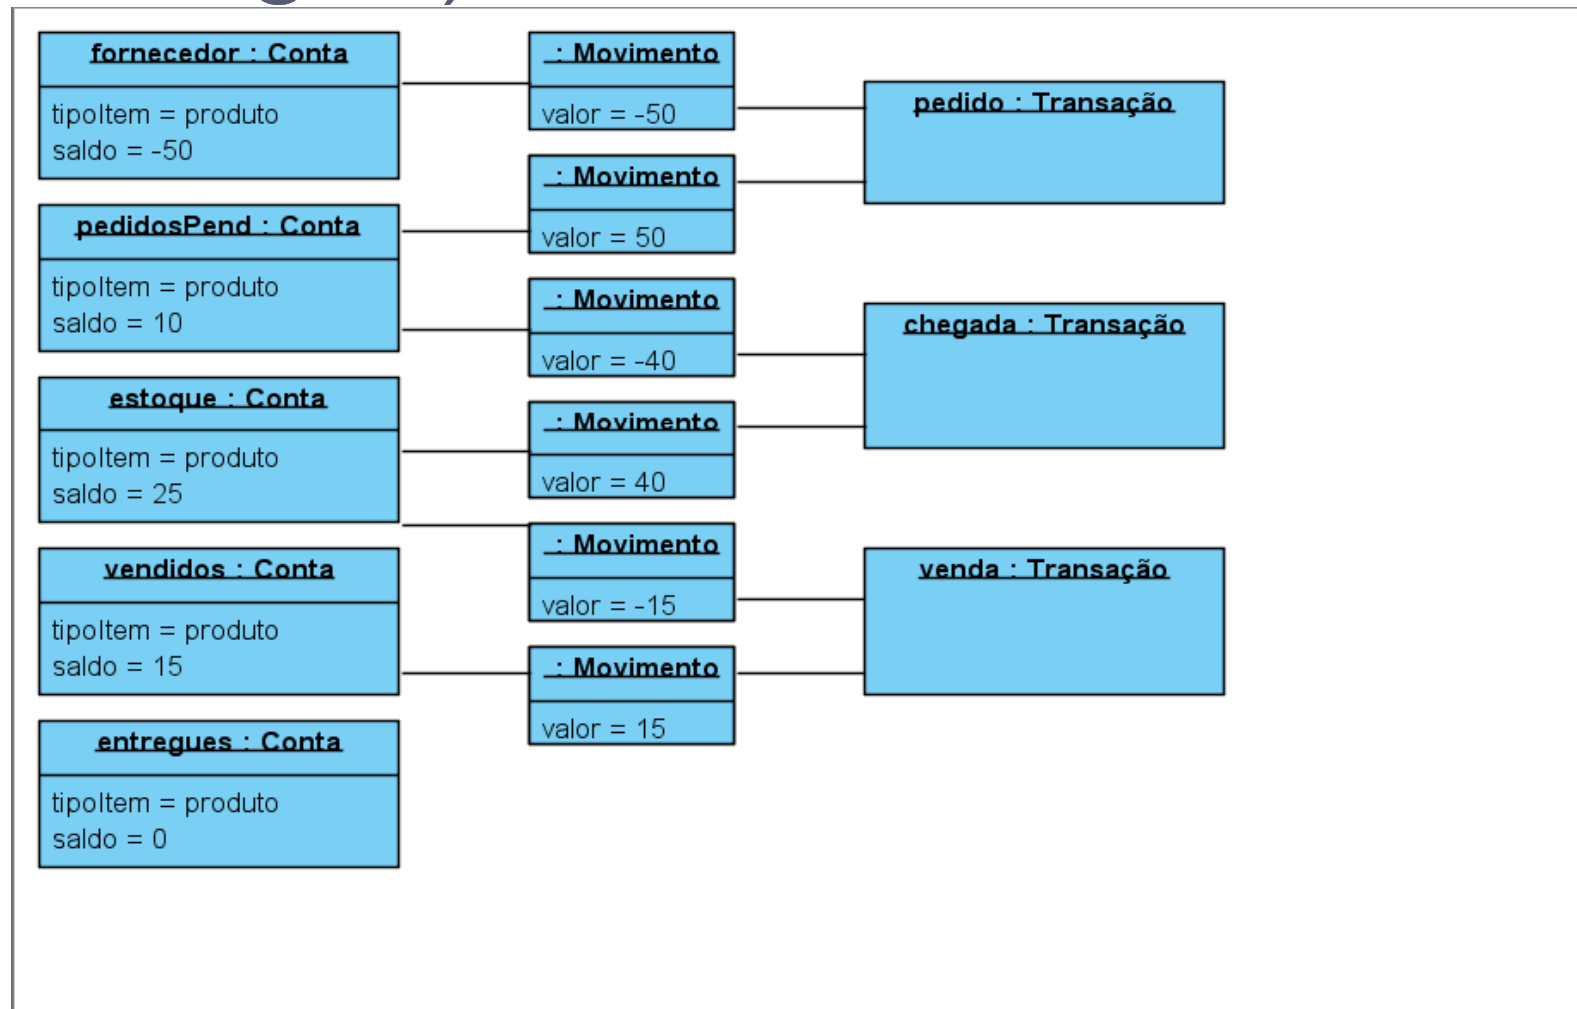 fornecedor : Conta
tipoItem = produto
saldo = -50
pedidosPend : Conta
tipoItem = produto
saldo = 10
estoque : Conta
tipoItem = produto
saldo = 25
vendidos : Conta
tipoItem = produto
saldo = 15
entregues : Conta
tipoItem = produto
saldo = 0
: Movimento
valor = -50
: Movimento
valor = 50
: Movimento
valor = -40
: Movimento
valor = 40
: Movimento
valor = -15
: Movimento
valor = 15
pedido : Transação
chegada : Transação
venda : Transação